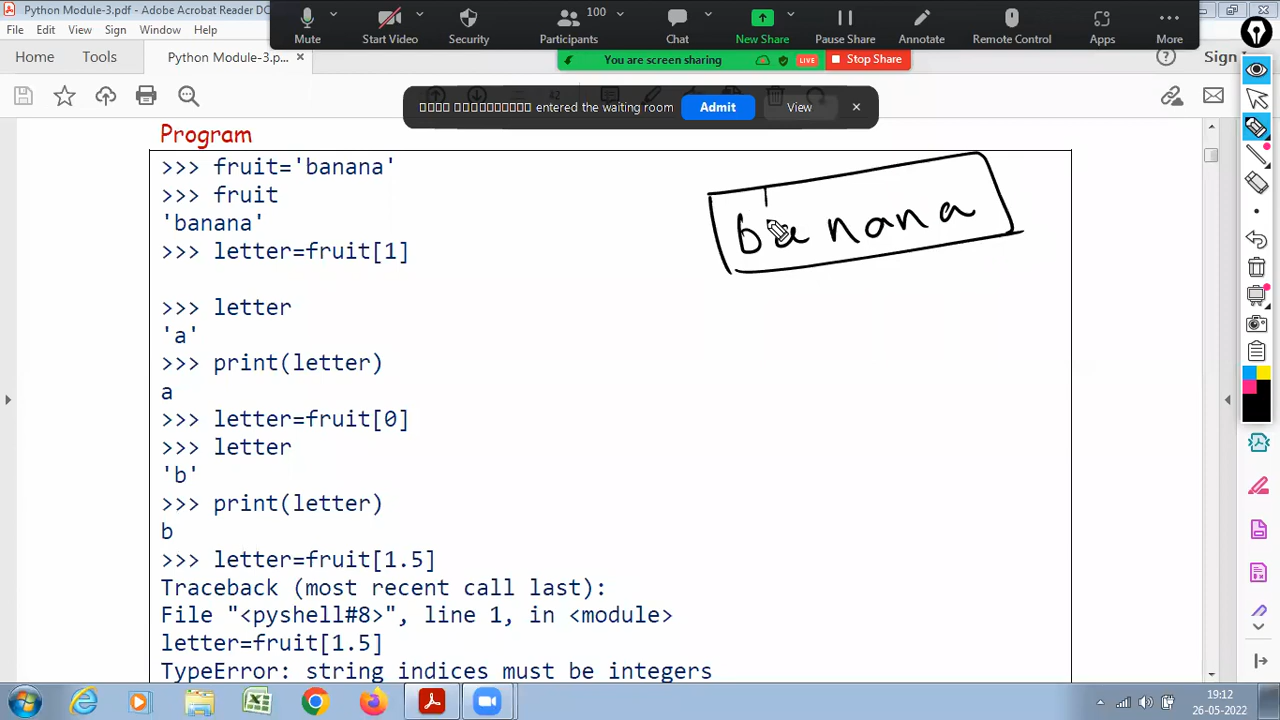 Python Module-3.pdf - Adobe Acrobat Reader DC
File Edit View Sign Window Help
Mute
Start Video
Security
100
Participants
Chat
New Share
Pause Share
Annotate
Remote Control
Apps
More
You are screen sharing
LIVE
Stop Share
Home Tools Python Module-3.p... ×
Sign
entered the waiting room Admit View
Program
>>> fruit='banana'
>>> fruit
'banana'
>>> letter=fruit[1]
>>> letter
'a'
>>> print(letter)
a
>>> letter=fruit[0]
>>> letter
'b'
>>> print(letter)
b
>>> letter=fruit[1.5]
Traceback (most recent call last):
File "<pyshell#8>", line 1, in <module>
letter=fruit[1.5]
TypeError: string indices must be integers
banana
19:12
26-05-2022